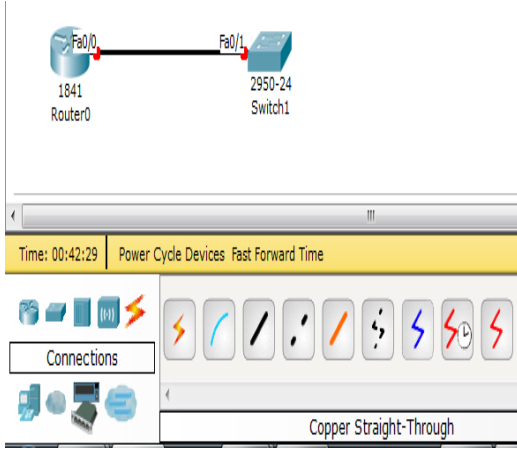 Fa0/0 Fa0/1
1841 2950-24
Router0 Switch1
Time: 00:42:29 Power Cycle Devices Fast Forward Time
Connections
Copper Straight-Through